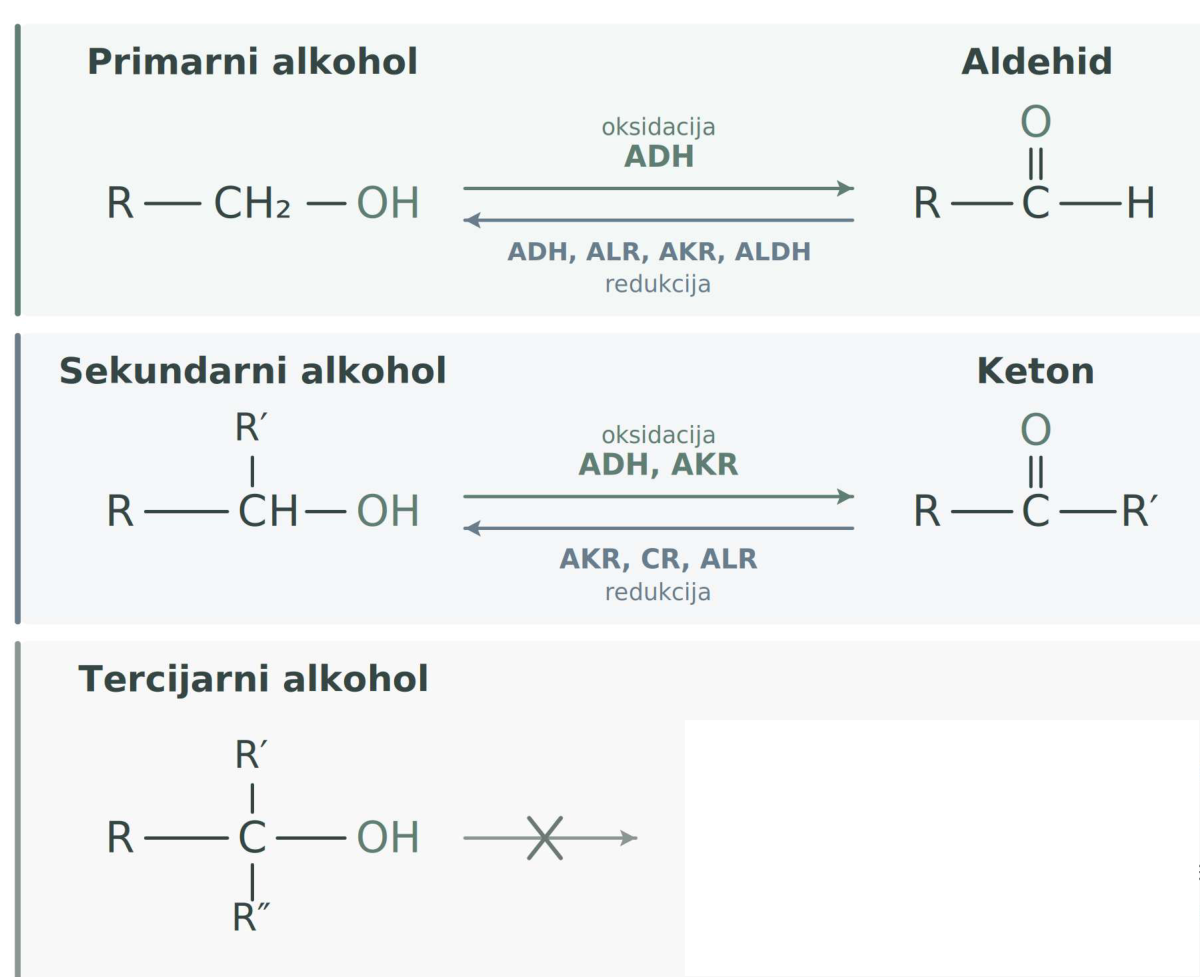 Primarni alkohol
Aldehid
O
oksidacija
ADH
R CH₂ OH
R C H
ADH, ALR, AKR, ALDH
redukcija
Sekundarni alkohol
Keton
R′
O
oksidacija
ADH, AKR
R CH OH
R C R′
AKR, CR, ALR
redukcija
Tercijarni alkohol
R′
R C OH
R″